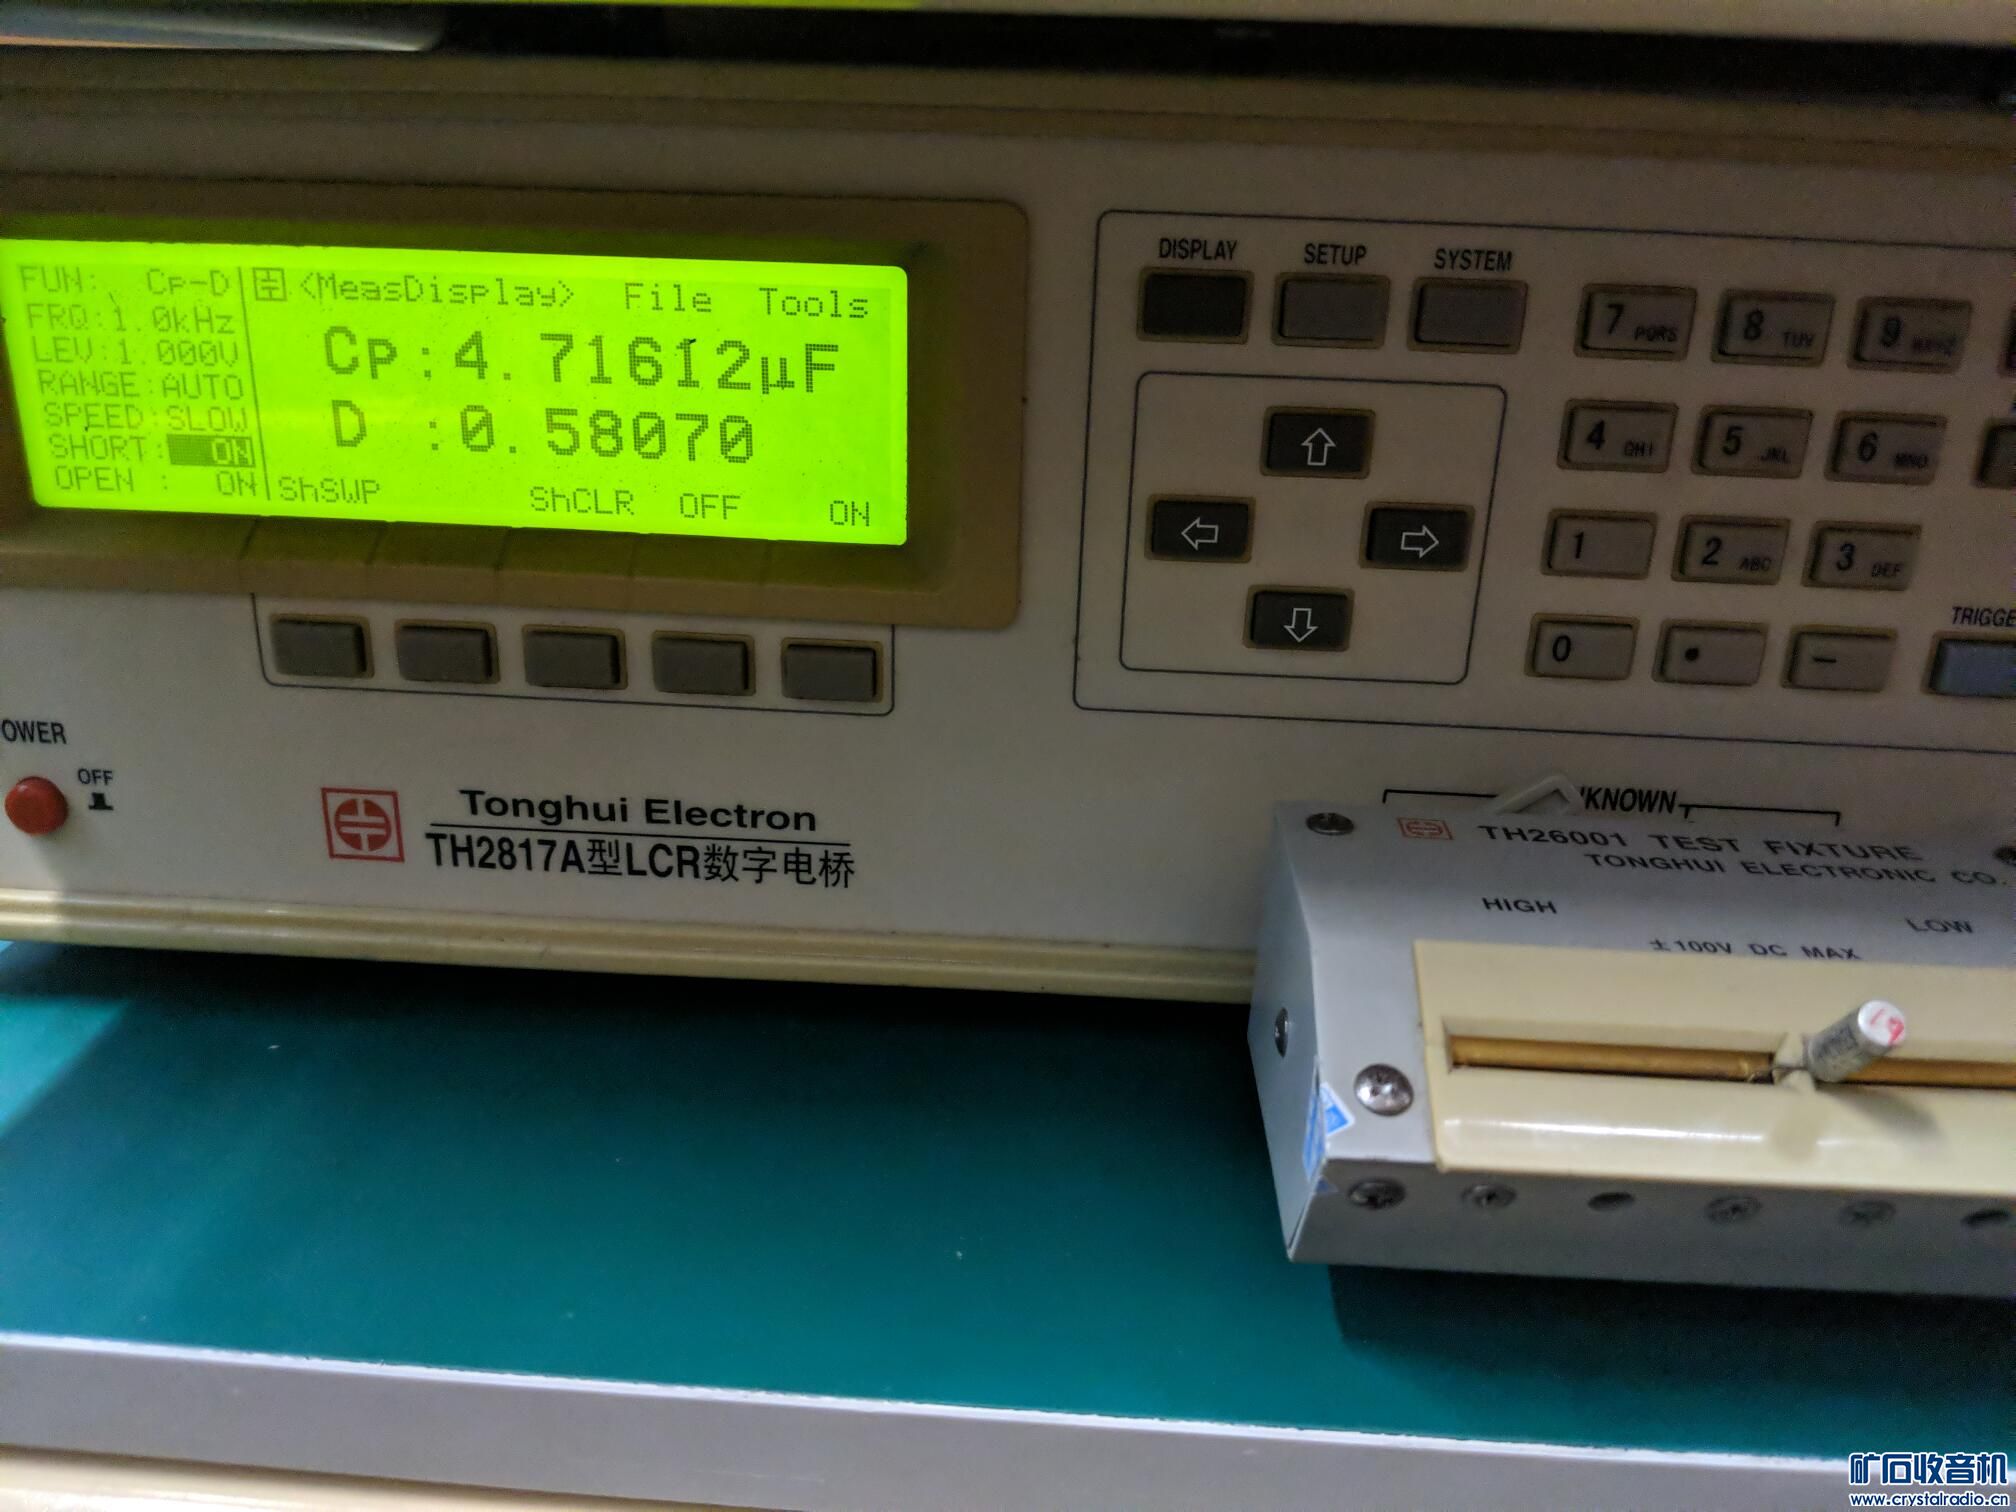 FUN: Cp-D
FRQ:1.0kHz
LEV:1.000V
RANGE:AUTO
SPEED:SLOW
SHORT: ON
OPEN : ON
<MeasDisplay> File Tools
Cp:4.71612μF
D :0.58070
ShSWP ShCLR OFF ON
DISPLAY SETUP SYSTEM
7 PQRS 8 TUV 9
4 GHI 5 JKL 6 MNO
1 2 ABC 3 DEF
0 • –
TRIGGE
OWER
OFF
Tonghui Electron
TH2817A型LCR数字电桥
KNOWN
TH26001 TEST FIXTURE
TONGHUI ELECTRONIC CO.
HIGH LOW
±100V DC MAX
19
矿石收音机
www.crystalradio.cn